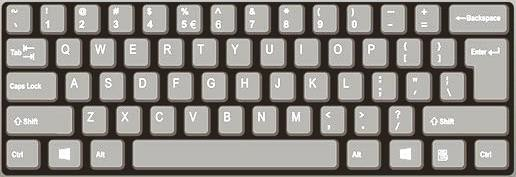 ~ ! @ # $ % ^ & * ( ) _ +
` 1 2 3 4 5 € 6 7 8 9 0 - = Backspace
Tab Q W E R T Y U I O P { [ } ] Enter
Caps Lock A S D F G H J K L : ; " ' | \
Shift Z X C V B N M < , > . ? / Shift
Ctrl Alt Alt Ctrl